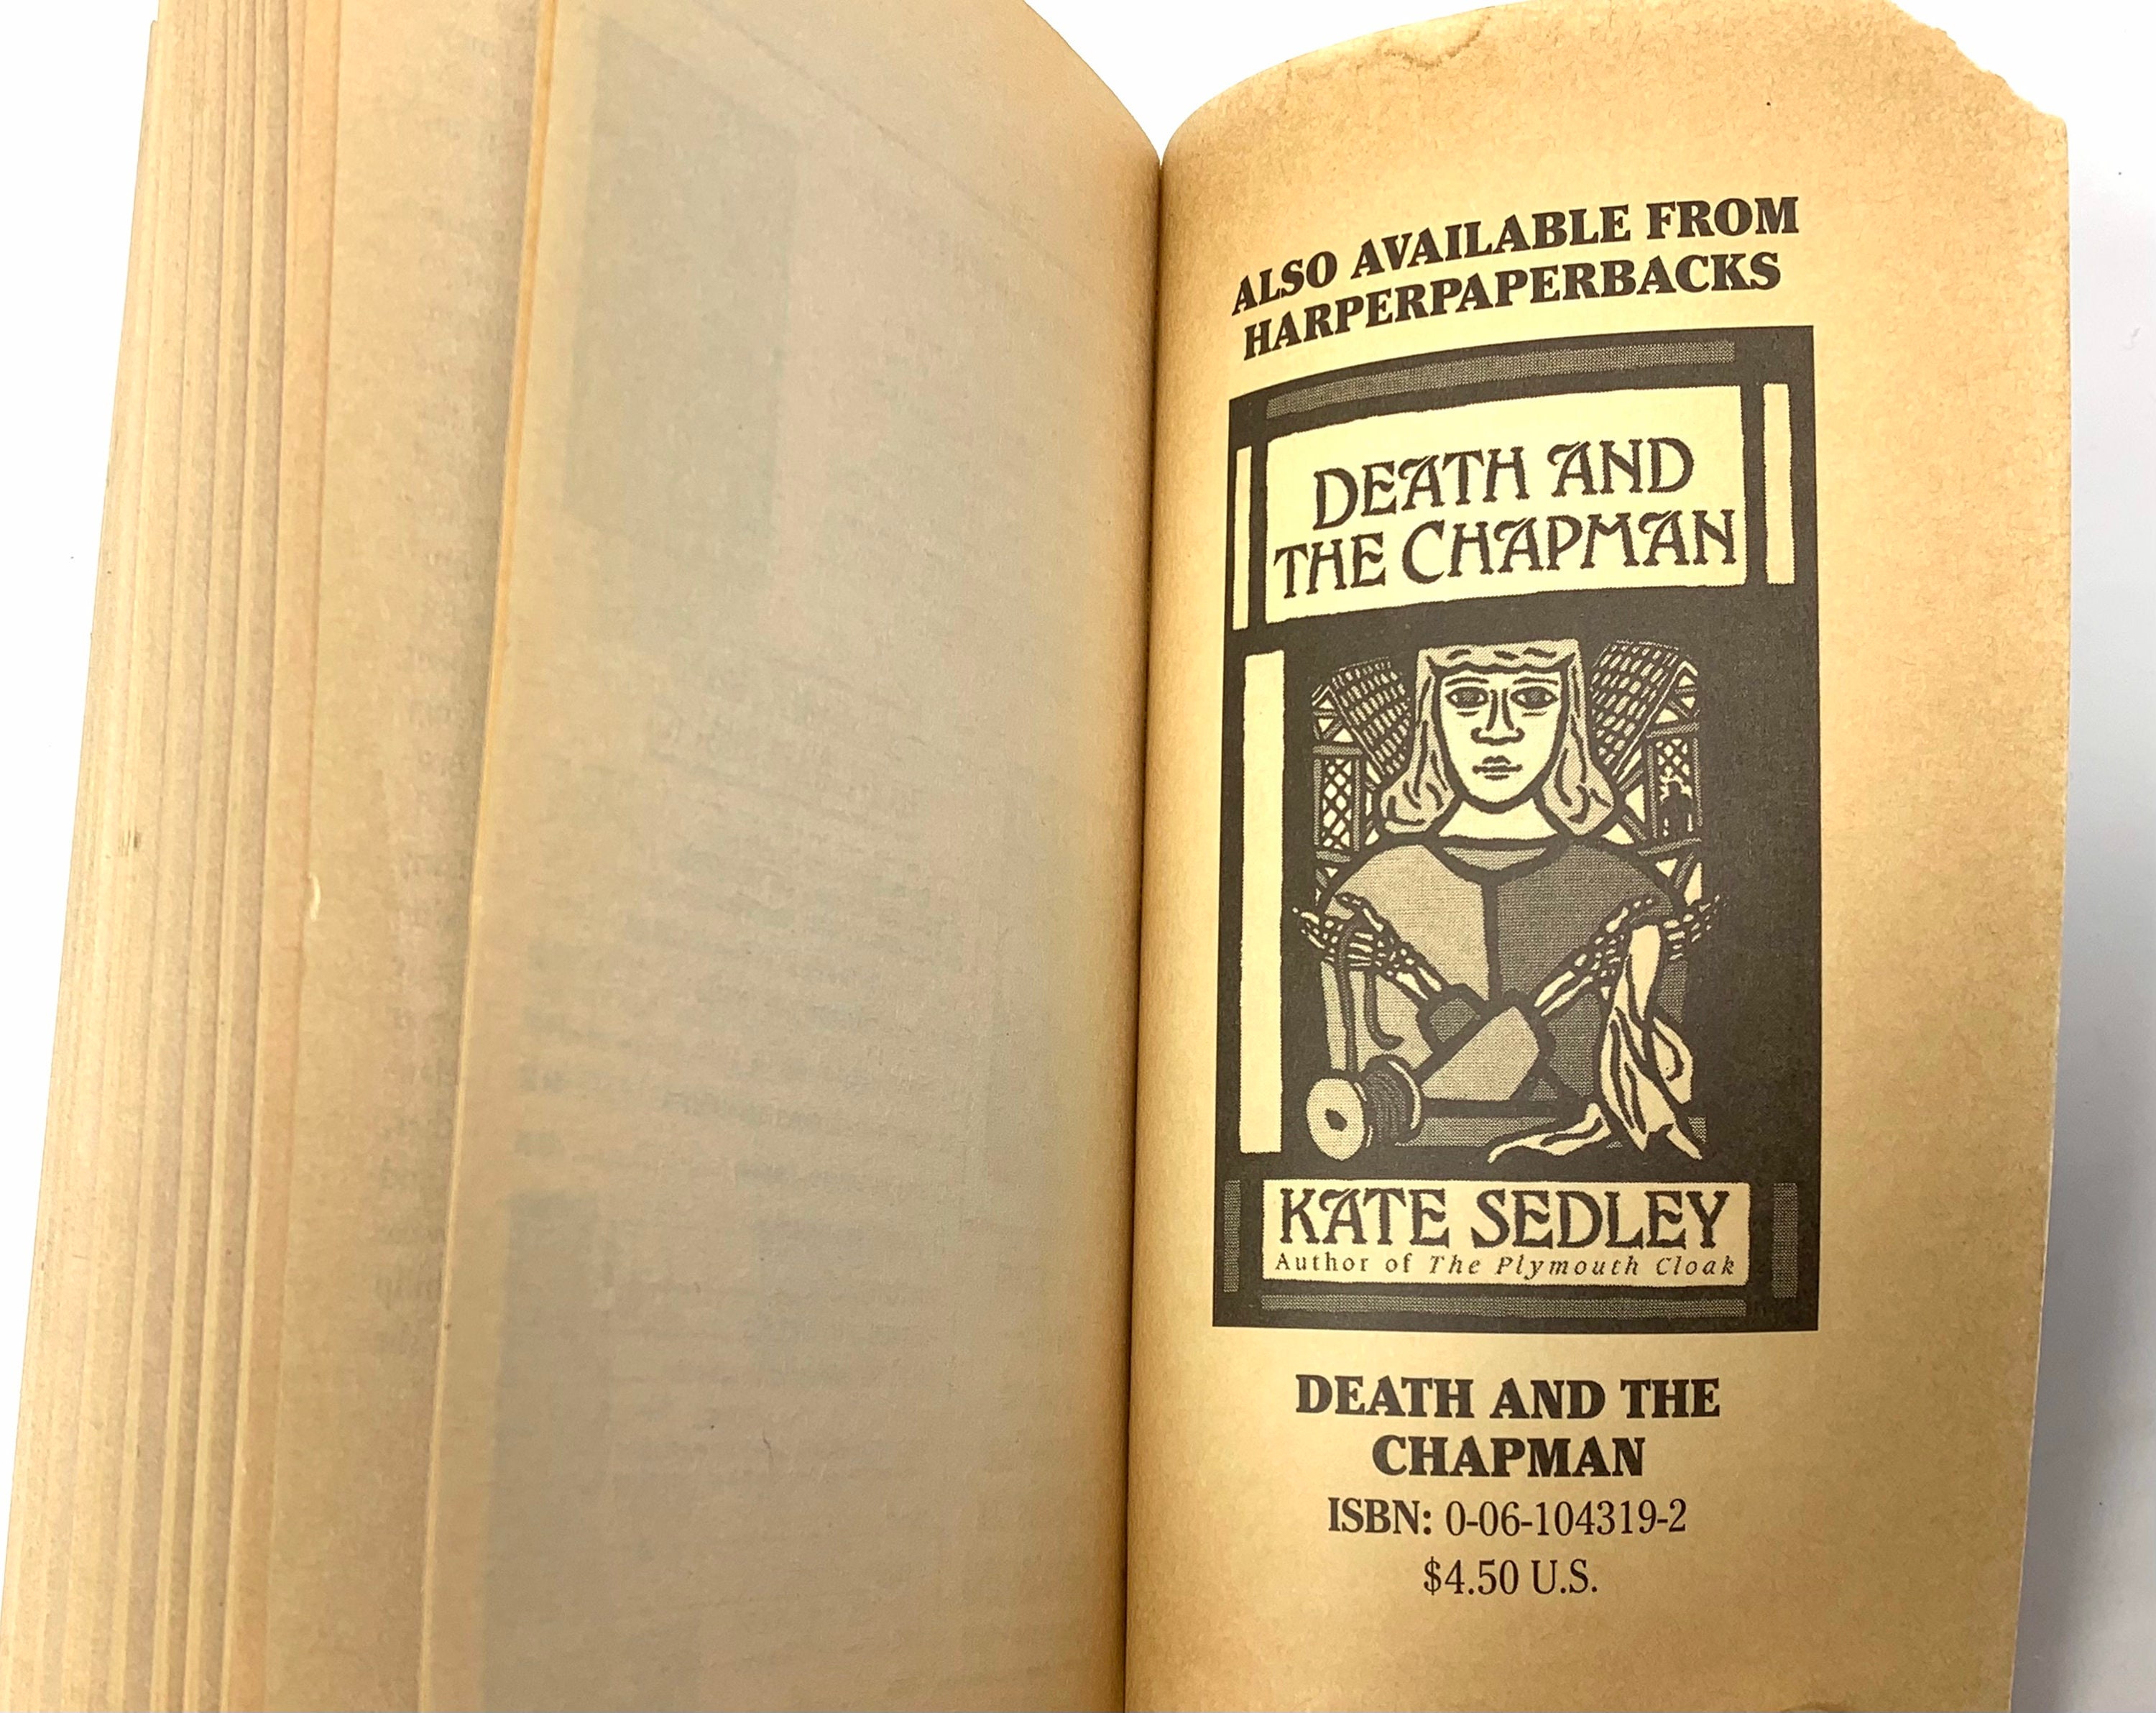 ALSO AVAILABLE FROM
HARPERPAPERBACKS
DEATH AND
THE CHAPMAN
KATE SEDLEY
Author of The Plymouth Cloak
DEATH AND THE
CHAPMAN
ISBN: 0-06-104319-2
$4.50 U.S.